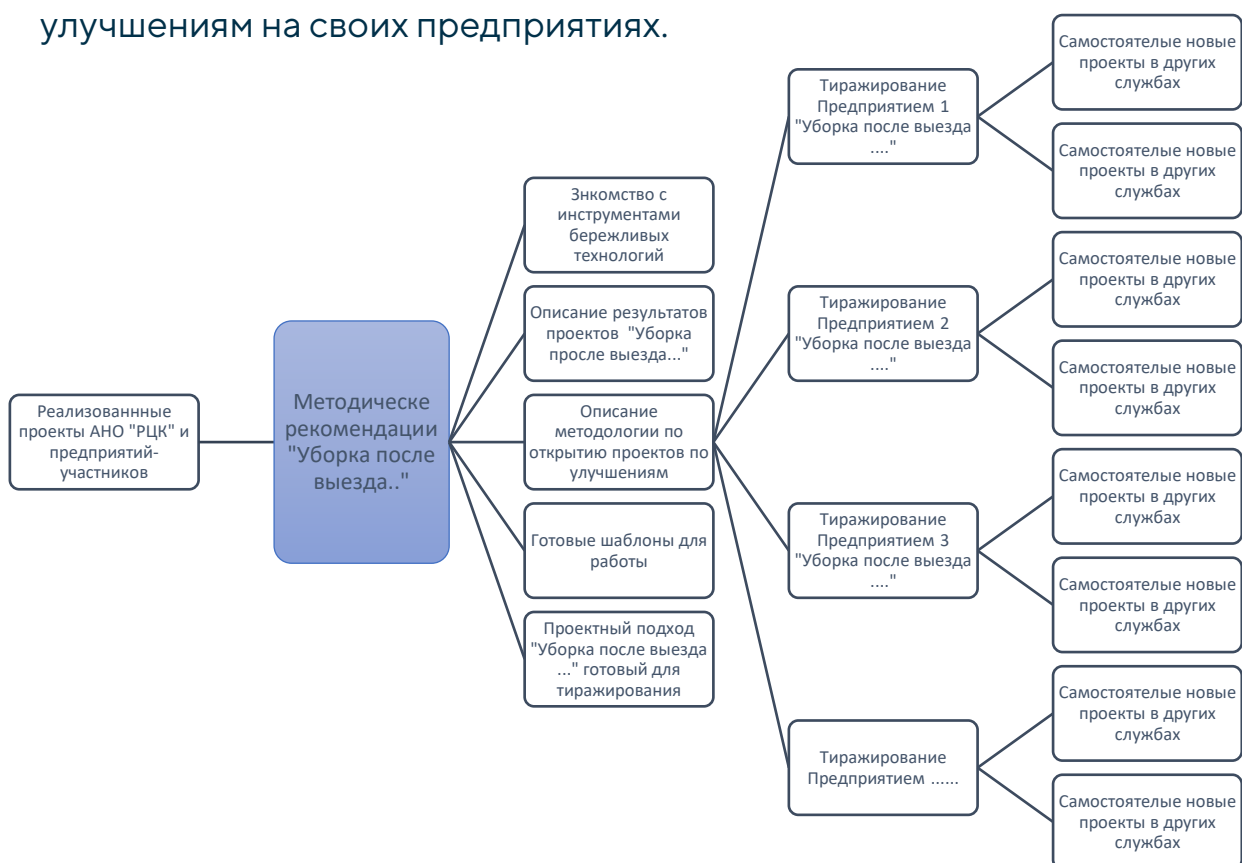 улучшениям на своих предприятиях.
Реализованнные
проекты АНО "РЦК" и
предприятий-
участников
Методическе
рекомендации
"Уборка после
выезда.."
Знкомство с
инструментами
бережливых
технологий
Описание результатов
проектов "Уборка
просле выезда..."
Описание
методологии по
открытию проектов по
улучшениям
Готовые шаблоны для
работы
Проектный подход
"Уборка после выезда
..." готовый для
тиражирования
Тиражирование
Предприятием 1
"Уборка после выезда
...."
Самостоятелые новые
проекты в других
службах
Самостоятелые новые
проекты в других
службах
Тиражирование
Предприятием 2
"Уборка после выезда
...."
Самостоятелые новые
проекты в других
службах
Самостоятелые новые
проекты в других
службах
Тиражирование
Предприятием 3
"Уборка после выезда
...."
Самостоятелые новые
проекты в других
службах
Самостоятелые новые
проекты в других
службах
Тиражирование
Предприятием ......
Самостоятелые новые
проекты в других
службах
Самостоятелые новые
проекты в других
службах